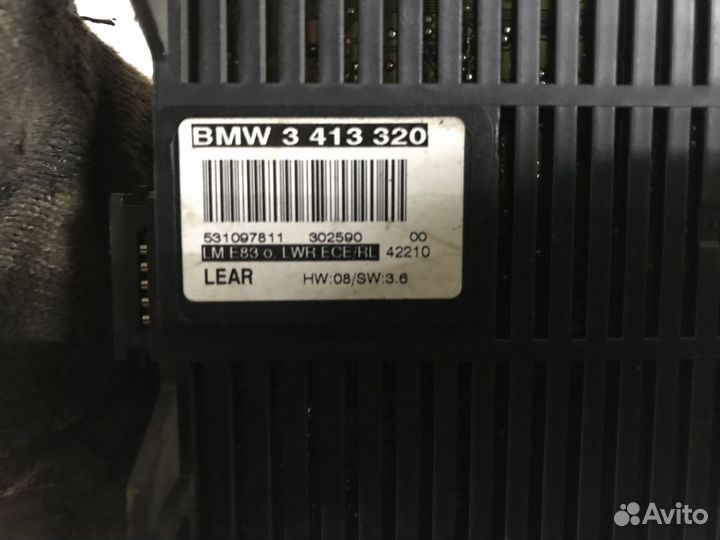 BMW 3 413 320
531097811 302590 00
LM E83 o. LWR ECE/RL 42210
LEAR HW:08/SW:3.6
Avito